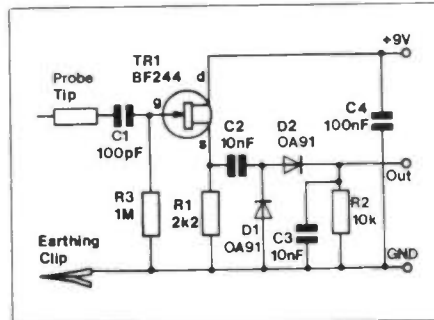 TR1
BF244
+9V
Probe
Tip
d
g
s
C1
100pF
C2
10nF
D2
OA91
C4
100nF
Out
R3
1M
R1
2k2
D1
OA91
C3
10nF
R2
10k
Earthing
Clip
GND